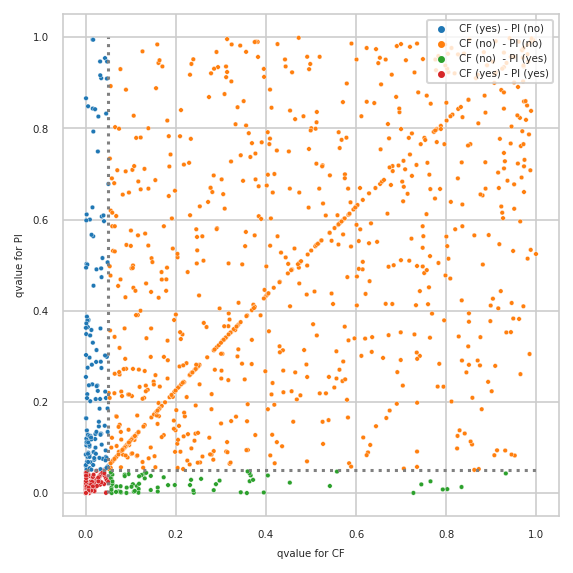 CF (yes) - PI (no)
CF (no)  - PI (no)
CF (no)  - PI (yes)
CF (yes) - PI (yes)
1.0
0.8
0.6
0.4
0.2
0.0
qvalue for PI
0.0 0.2 0.4 0.6 0.8 1.0
qvalue for CF